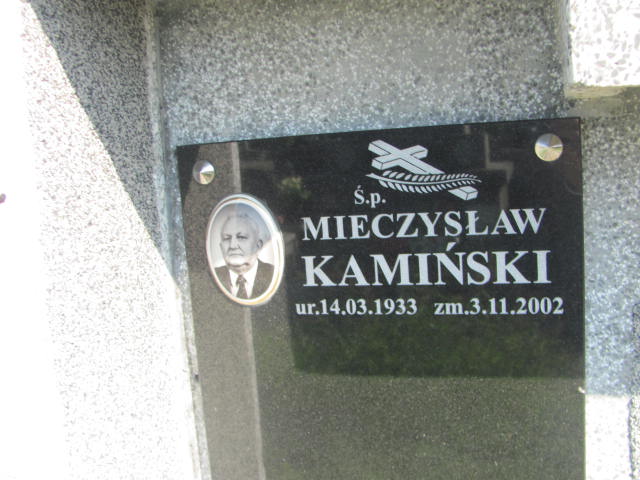 Ś.p.
MIECZYSŁAW
KAMIŃSKI
ur.14.03.1933 zm.3.11.2002